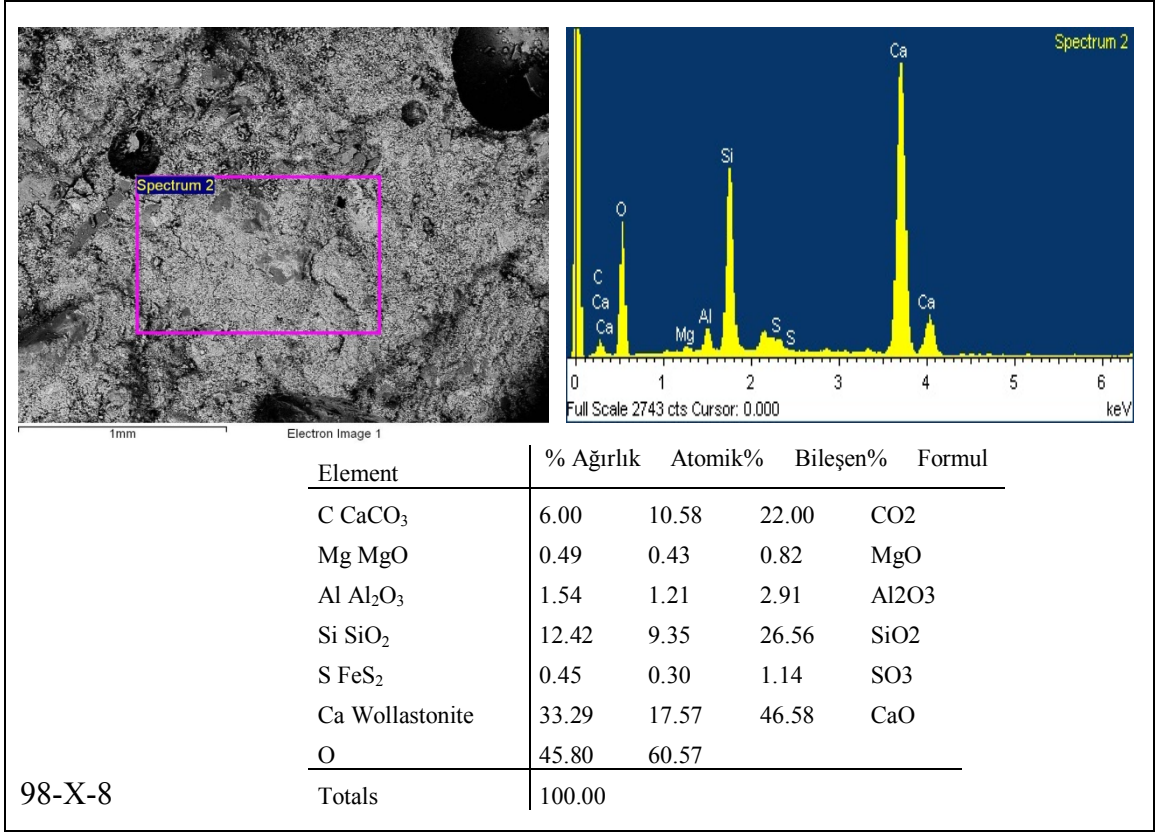 Spectrum 2
1mm
Electron Image 1
Spectrum 2
Ca
Si
O
C
Ca
Ca
Mg
Al
S
S
Ca
0 1 2 3 4 5 6
Full Scale 2743 cts Cursor: 0.000 keV
Element % Ağırlık Atomik% Bileşen% Formul
C CaCO₃ 6.00 10.58 22.00 CO2
Mg MgO 0.49 0.43 0.82 MgO
Al Al₂O₃ 1.54 1.21 2.91 Al2O3
Si SiO₂ 12.42 9.35 26.56 SiO2
S FeS₂ 0.45 0.30 1.14 SO3
Ca Wollastonite 33.29 17.57 46.58 CaO
O 45.80 60.57
Totals 100.00
98-X-8